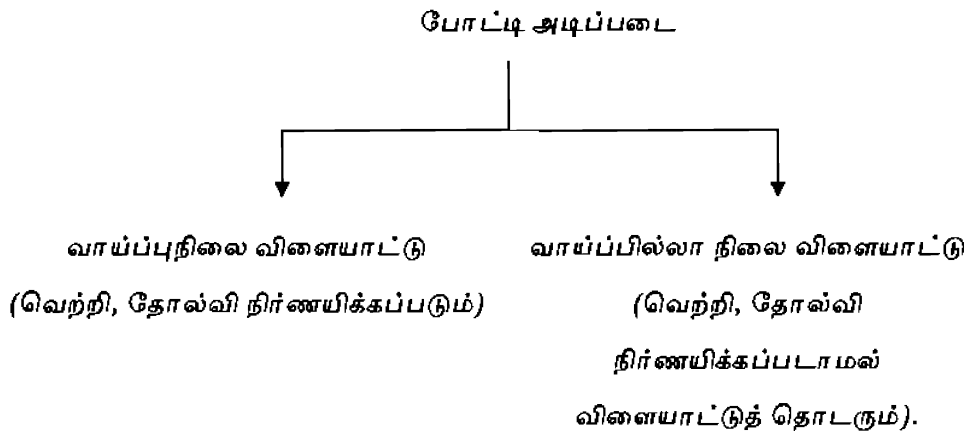 போட்டி அடிப்படை
வாய்ப்புநிலை விளையாட்டு
(வெற்றி, தோல்வி நிர்ணயிக்கப்படும்)
வாய்ப்பில்லா நிலை விளையாட்டு
(வெற்றி, தோல்வி
நிர்ணயிக்கப்படாமல்
விளையாட்டுத் தொடரும்).